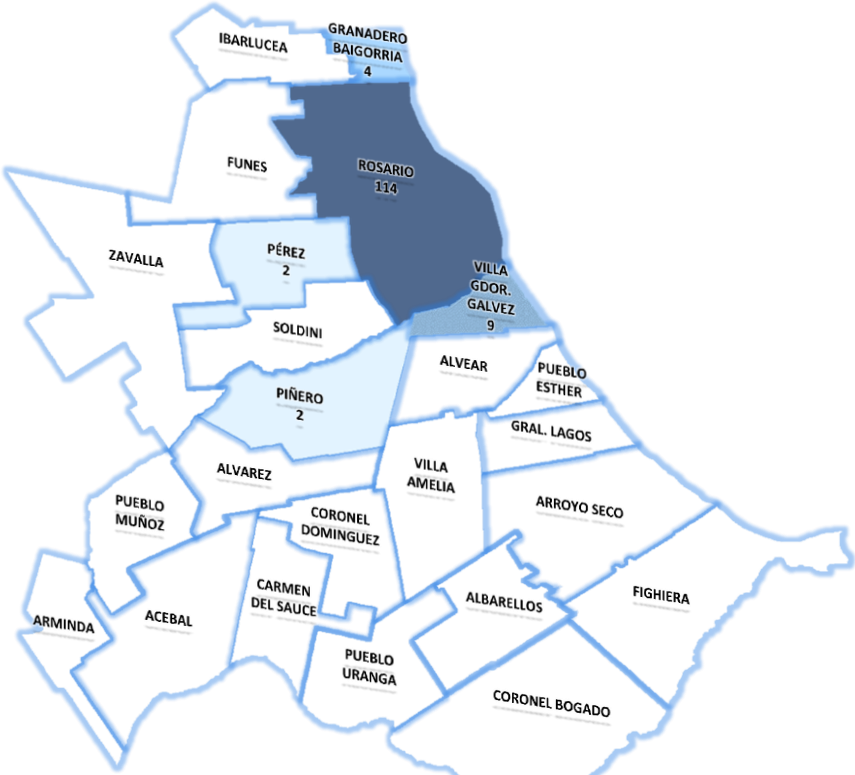 IBARLUCEA
GRANADERO
BAIGORRIA
4
FUNES
ROSARIO
114
ZAVALLA
PÉREZ
2
VILLA
GDOR.
GALVEZ
9
SOLDINI
ALVEAR
PUEBLO
ESTHER
PIÑERO
2
GRAL. LAGOS
ALVAREZ
VILLA
AMELIA
PUEBLO
MUÑOZ
CORONEL
DOMINGUEZ
ARROYO SECO
CARMEN
DEL SAUCE
ALBARELLOS
FIGHIERA
ARMINDA
ACEBAL
PUEBLO
URANGA
CORONEL BOGADO